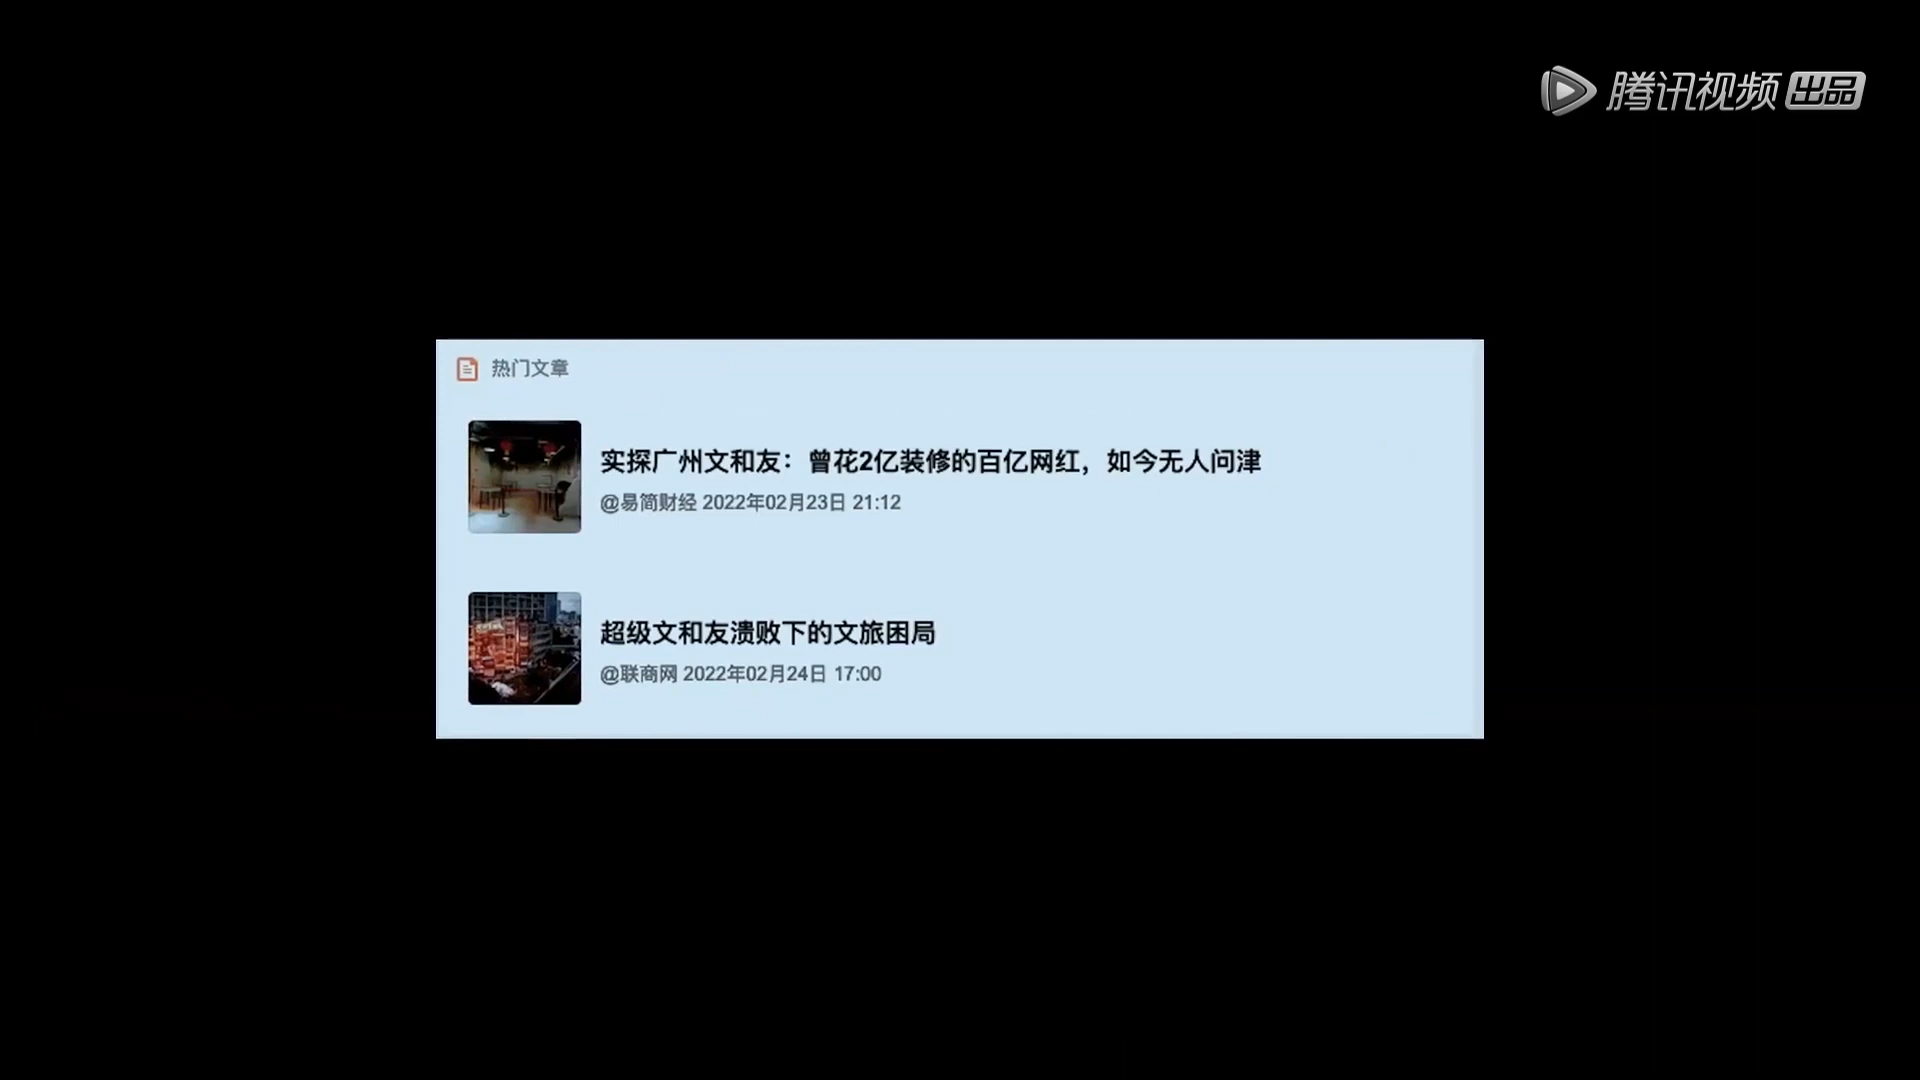 腾讯视频 出品
热门文章
实探广州文和友：曾花2亿装修的百亿网红，如今无人问津
@易简财经 2022年02月23日 21:12
超级文和友溃败下的文旅困局
@联商网 2022年02月24日 17:00